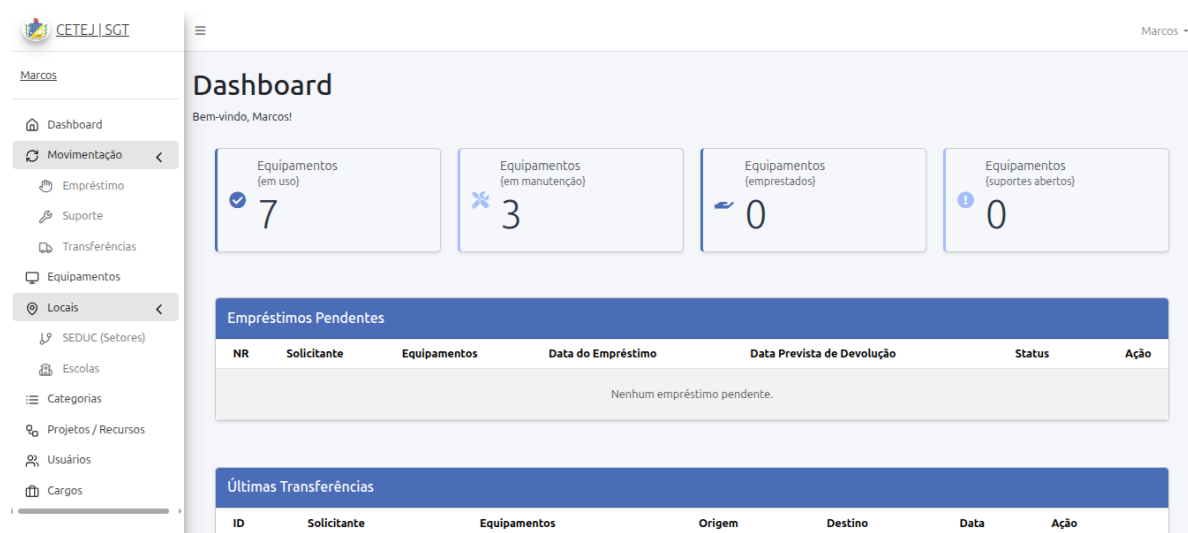 CETEJ | SGT
Marcos
Marcos
Dashboard
Movimentação
Empréstimo
Suporte
Transferências
Equipamentos
Locais
SEDUC (Setores)
Escolas
Categorias
Projetos / Recursos
Usuários
Cargos
Dashboard
Bem-vindo, Marcos!
Equipamentos
{em uso}
7
Equipamentos
{em manutenção}
3
Equipamentos
{emprestados}
0
Equipamentos
{suportes abertos}
0
Empréstimos Pendentes
NR Solicitante Equipamentos Data do Empréstimo Data Prevista de Devolução Status Ação
Nenhum empréstimo pendente.
Últimas Transferências
ID Solicitante Equipamentos Origem Destino Data Ação